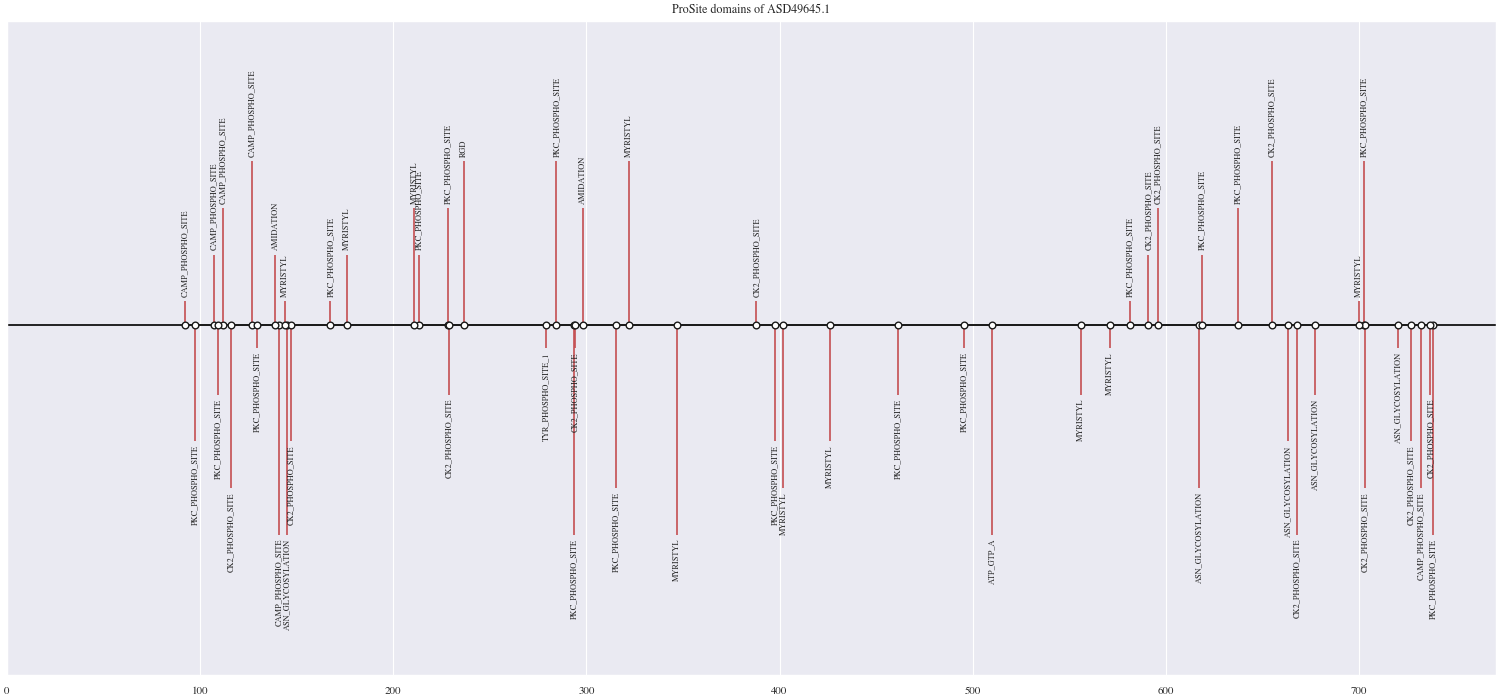 ProSite domains of ASD49645.1
CAMP_PHOSPHO_SITE
PKC_PHOSPHO_SITE
CAMP_PHOSPHO_SITE
PKC_PHOSPHO_SITE
CAMP_PHOSPHO_SITE
CK2_PHOSPHO_SITE
CAMP_PHOSPHO_SITE
PKC_PHOSPHO_SITE
AMIDATION
CAMP_PHOSPHO_SITE
MYRISTYL
ASN_GLYCOSYLATION
CK2_PHOSPHO_SITE
PKC_PHOSPHO_SITE
MYRISTYL
MYRISTYL
PKC_PHOSPHO_SITE
PKC_PHOSPHO_SITE
CK2_PHOSPHO_SITE
RGD
TYR_PHOSPHO_SITE_1
PKC_PHOSPHO_SITE
PKC_PHOSPHO_SITE
CK2_PHOSPHO_SITE
AMIDATION
PKC_PHOSPHO_SITE
MYRISTYL
MYRISTYL
CK2_PHOSPHO_SITE
PKC_PHOSPHO_SITE
MYRISTYL
MYRISTYL
PKC_PHOSPHO_SITE
PKC_PHOSPHO_SITE
ATP_GTP_A
MYRISTYL
MYRISTYL
PKC_PHOSPHO_SITE
CK2_PHOSPHO_SITE
CK2_PHOSPHO_SITE
ASN_GLYCOSYLATION
PKC_PHOSPHO_SITE
PKC_PHOSPHO_SITE
CK2_PHOSPHO_SITE
ASN_GLYCOSYLATION
CK2_PHOSPHO_SITE
ASN_GLYCOSYLATION
MYRISTYL
PKC_PHOSPHO_SITE
CK2_PHOSPHO_SITE
ASN_GLYCOSYLATION
CK2_PHOSPHO_SITE
CAMP_PHOSPHO_SITE
CK2_PHOSPHO_SITE
PKC_PHOSPHO_SITE
0 100 200 300 400 500 600 700